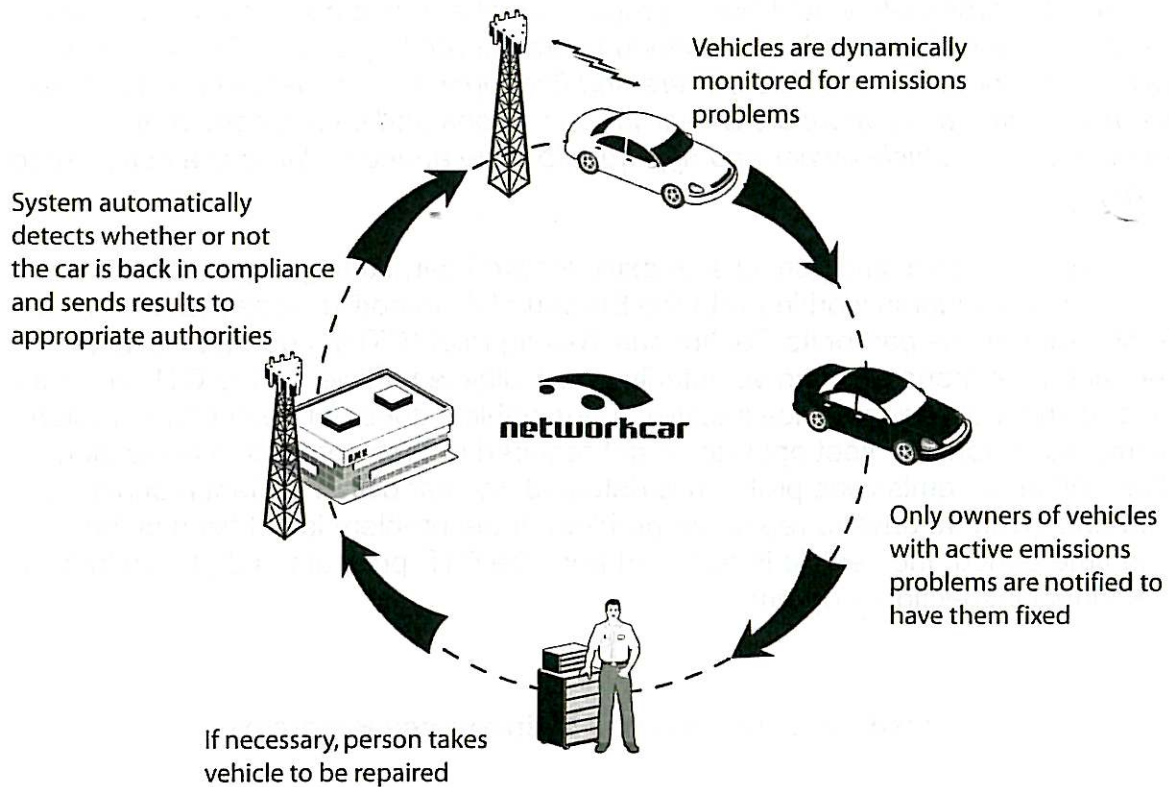 Vehicles are dynamically
monitored for emissions
problems
System automatically
detects whether or not
the car is back in compliance
and sends results to
appropriate authorities
networkcar
Only owners of vehicles
with active emissions
problems are notified to
have them fixed
If necessary, person takes
vehicle to be repaired